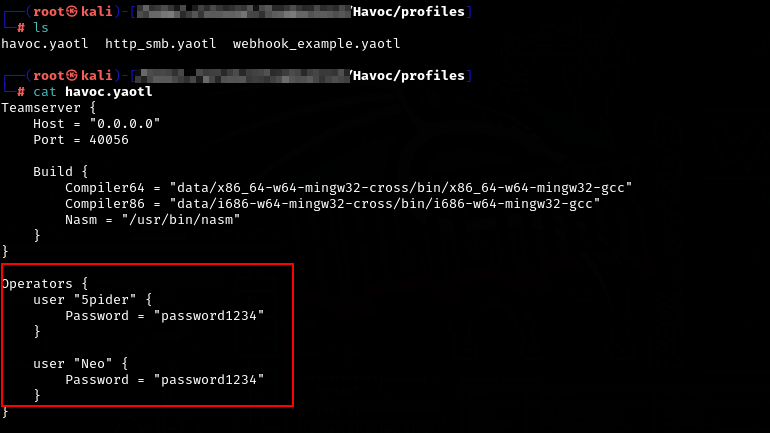 ┌──(root㉿kali)-[/Havoc/profiles]
└─# ls
havoc.yaotl  http_smb.yaotl  webhook_example.yaotl
┌──(root㉿kali)-[/Havoc/profiles]
└─# cat havoc.yaotl
Teamserver {
    Host = "0.0.0.0"
    Port = 40056
    Build {
        Compiler64 = "data/x86_64-w64-mingw32-cross/bin/x86_64-w64-mingw32-gcc"
        Compiler86 = "data/i686-w64-mingw32-cross/bin/i686-w64-mingw32-gcc"
        Nasm = "/usr/bin/nasm"
    }
}
Operators {
    user "5pider" {
        Password = "password1234"
    }
    user "Neo" {
        Password = "password1234"
    }
}